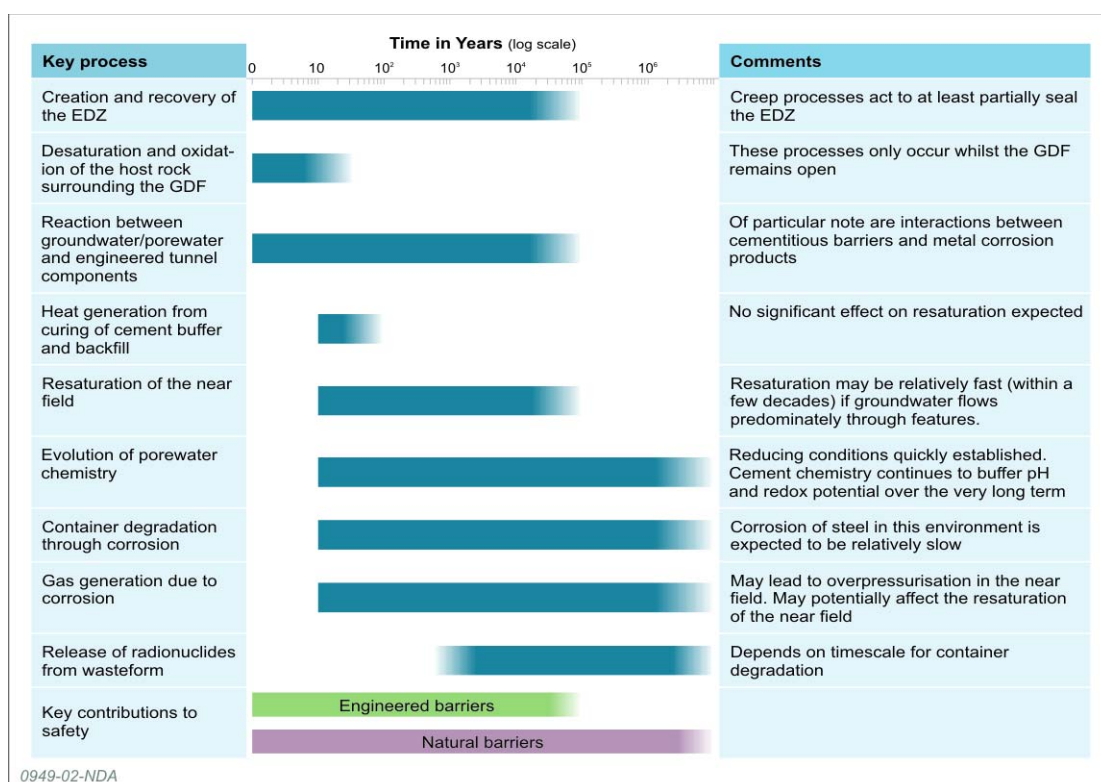 Time in Years (log scale)
Key process
0 10 10² 10³ 10⁴ 10⁵ 10⁶
Comments
Creation and recovery of
the EDZ
Creep processes act to at least partially seal
the EDZ
Desaturation and oxidat-
ion of the host rock
surrounding the GDF
These processes only occur whilst the GDF
remains open
Reaction between
groundwater/porewater
and engineered tunnel
components
Of particular note are interactions between
cementitious barriers and metal corrosion
products
Heat generation from
curing of cement buffer
and backfill
No significant effect on resaturation expected
Resaturation of the near
field
Resaturation may be relatively fast (within a
few decades) if groundwater flows
predominately through features.
Evolution of porewater
chemistry
Reducing conditions quickly established.
Cement chemistry continues to buffer pH
and redox potential over the very long term
Container degradation
through corrosion
Corrosion of steel in this environment is
expected to be relatively slow
Gas generation due to
corrosion
May lead to overpressurisation in the near
field. May potentially affect the resaturation
of the near field
Release of radionuclides
from wasteform
Depends on timescale for container
degradation
Key contributions to
safety
Engineered barriers
Natural barriers
0949-02-NDA